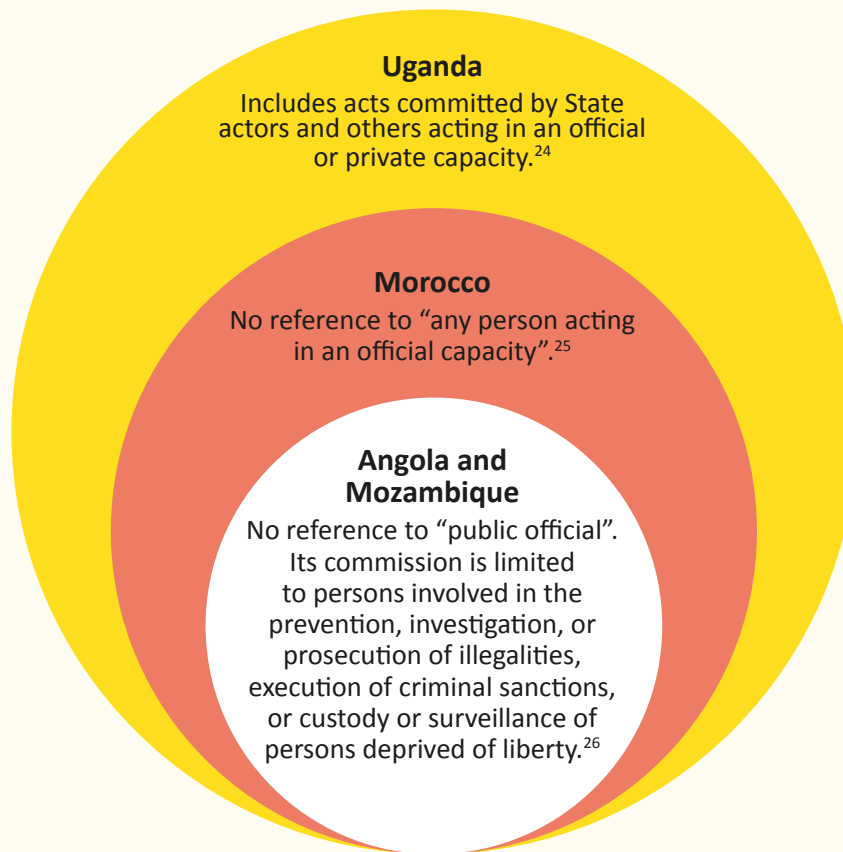 Uganda
Includes acts committed by State
actors and others acting in an official
or private capacity.24
Morocco
No reference to “any person acting
in an official capacity”.25
Angola and
Mozambique
No reference to “public official”.
Its commission is limited
to persons involved in the
prevention, investigation, or
prosecution of illegalities,
execution of criminal sanctions,
or custody or surveillance of
persons deprived of liberty.26